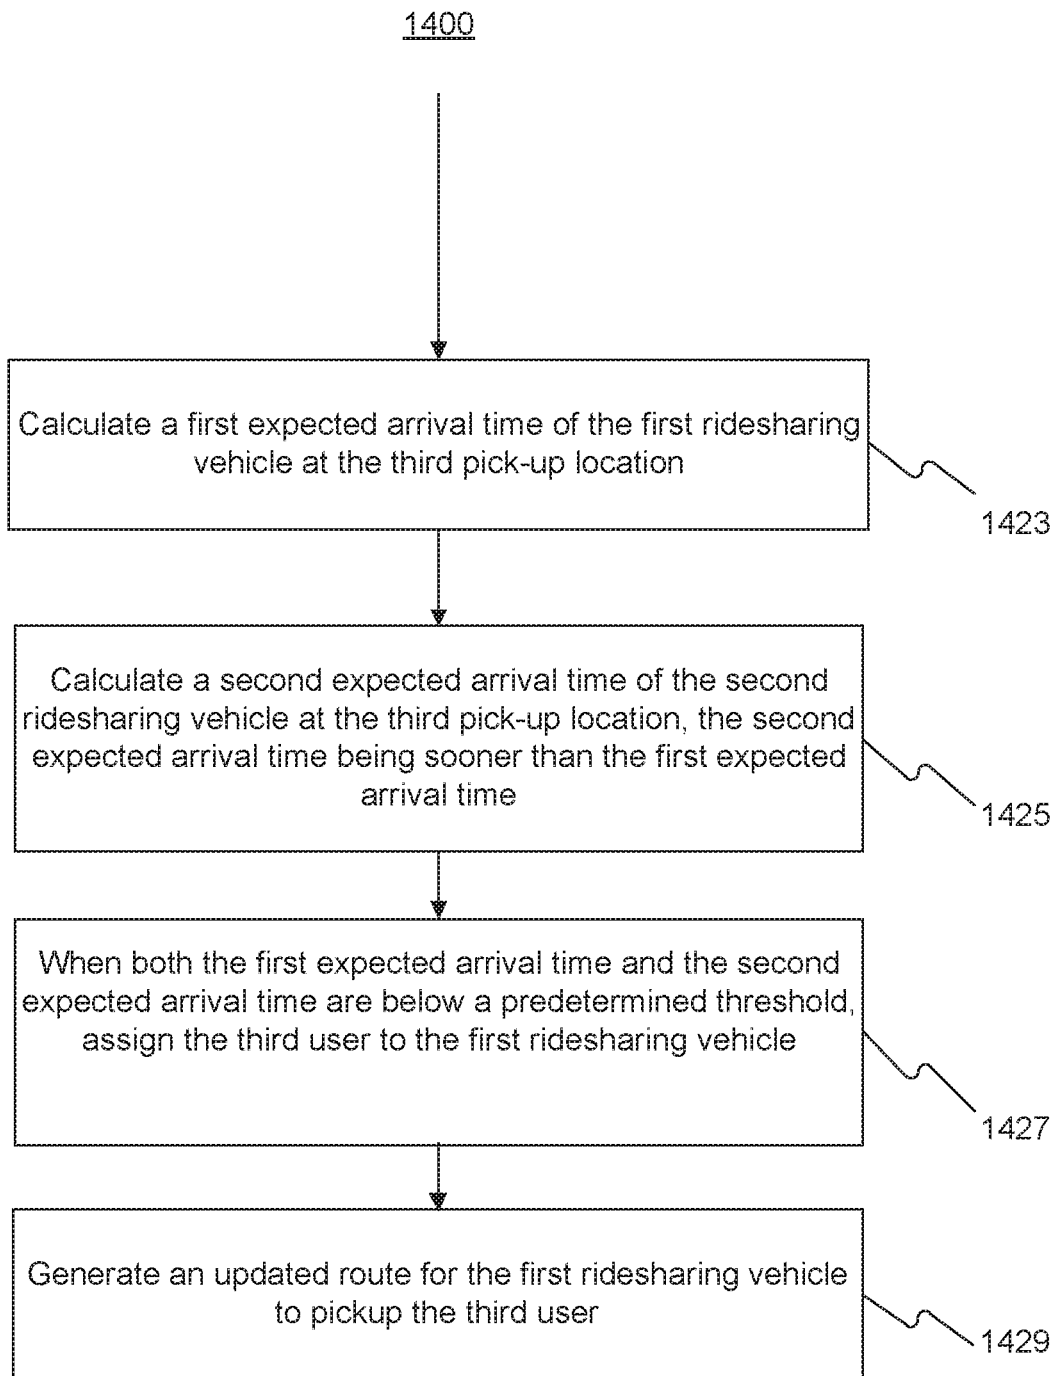 1400
Calculate a first expected arrival time of the first ridesharing
vehicle at the third pick-up location
1423
Calculate a second expected arrival time of the second
ridesharing vehicle at the third pick-up location, the second
expected arrival time being sooner than the first expected
arrival time
1425
When both the first expected arrival time and the second
expected arrival time are below a predetermined threshold,
assign the third user to the first ridesharing vehicle
1427
Generate an updated route for the first ridesharing vehicle
to pickup the third user
1429